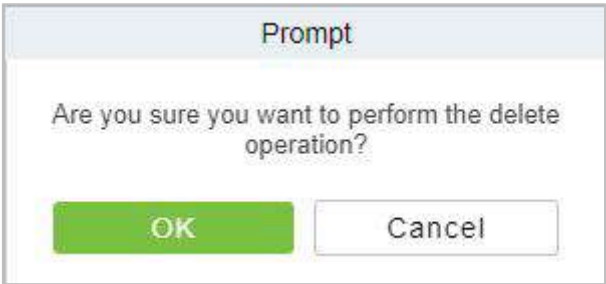 Prompt
Are you sure you want to perform the delete
operation?
OK
Cancel